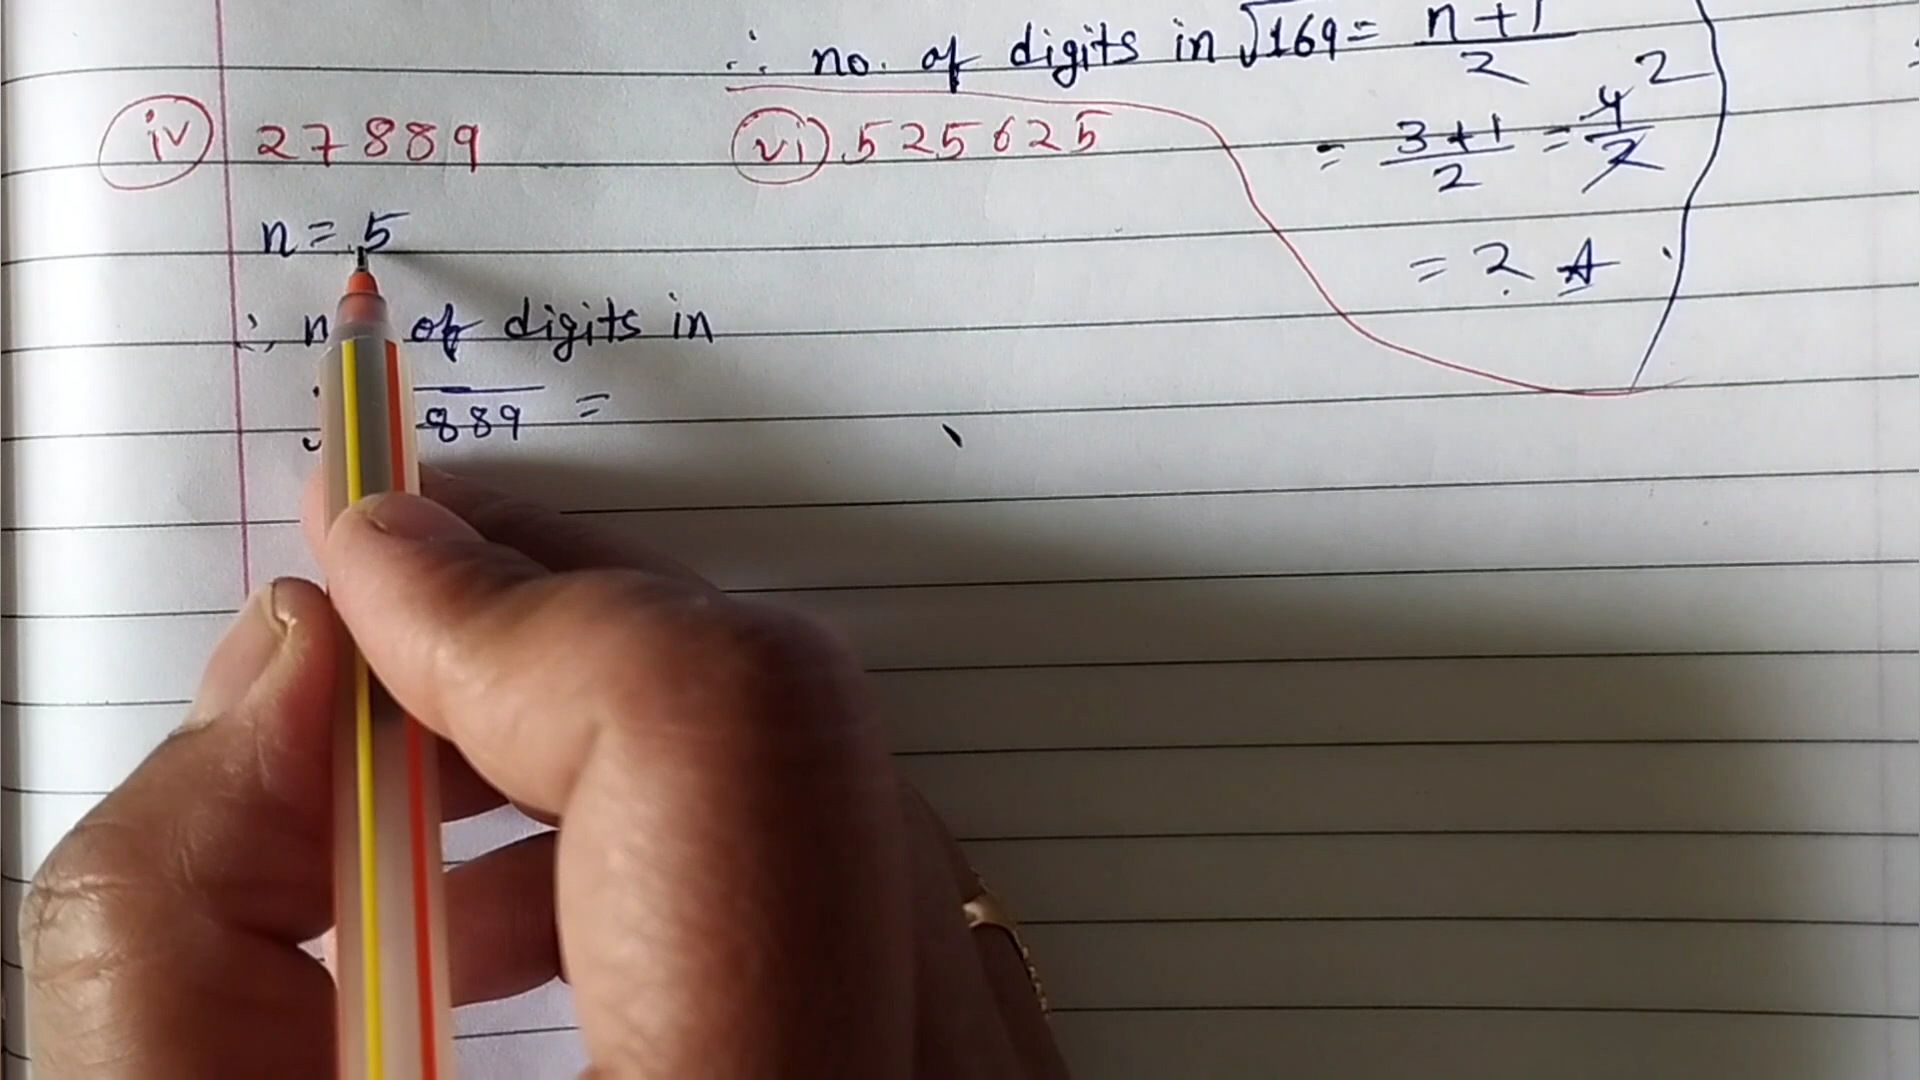 ∴ no. of digits in √169 = n+1/2
= 3+1/2 = 4/2 2
= 2 A
iv 27889
n = 5
∴ of digits in
889 =
vi) 525625